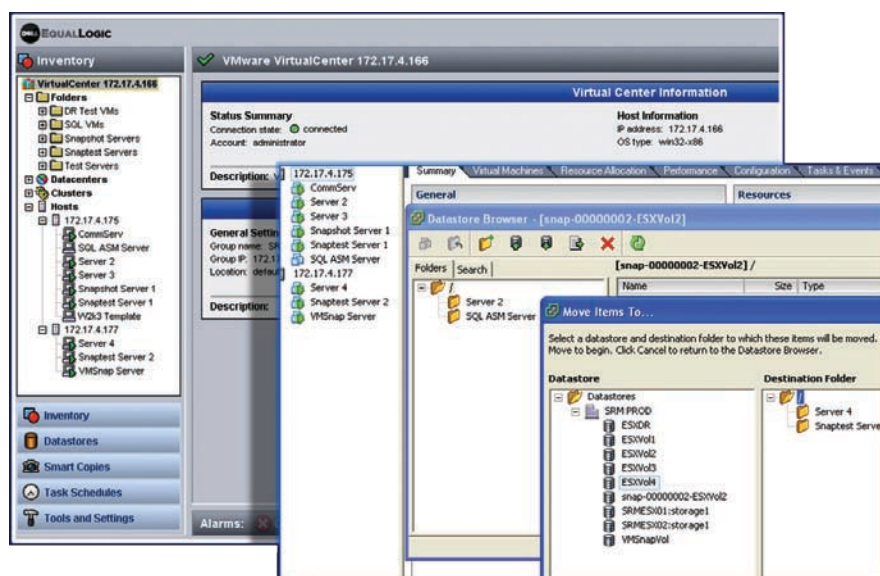 DELL EQUALLOGIC
Inventory
VMware VirtualCenter 172.17.4.166
VirtualCenter 172.17.4.166
Folders
DR Test VMs
SQL VMs
Snapshot Servers
Snaptest Servers
Test Servers
Datacenters
Clusters
Hosts
172.17.4.175
CommServ
SQL ASM Server
Server 2
Server 3
Snapshot Server 1
Snaptest Server 1
W2k3 Template
172.17.4.177
Server 4
Snaptest Server 2
VMSnap Server
Inventory
Datastores
Smart Copies
Task Schedules
Tools and Settings
Virtual Center Information
Status Summary
Connection state: connected
Account: administrator
Host Information
IP address: 172.17.4.166
OS type: win32-x86
Description:
General Settin
Group name: SR
Group IP: 172.1
Location: defaul
Description:
Alarms:
172.17.4.175
CommServ
Server 2
Server 3
Snapshot Server 1
Snaptest Server 1
SQL ASM Server
172.17.4.177
Server 4
Snaptest Server 2
VMSnap Server
Summary Virtual Machines Resource Allocation Performance Configuration Tasks & Events
General
Resources
Datastore Browser - [snap-00000002-ESXVol2]
Folders Search
[snap-00000002-ESXVol2] /
Name Size Type
/
Server 2
SQL ASM Server
Move Items To...
Select a datastore and destination folder to which these items will be moved.
Move to begin. Click Cancel to return to the Datastore Browser.
Datastore
Datastores
SRM PROD
ESXDR
ESXVol1
ESXVol2
ESXVol3
ESXVol4
snap-00000002-ESXVol2
SRMESX01:storage1
SRMESX02:storage1
VMSnapVol
Destination Folder
/
Server 4
Snaptest Serve